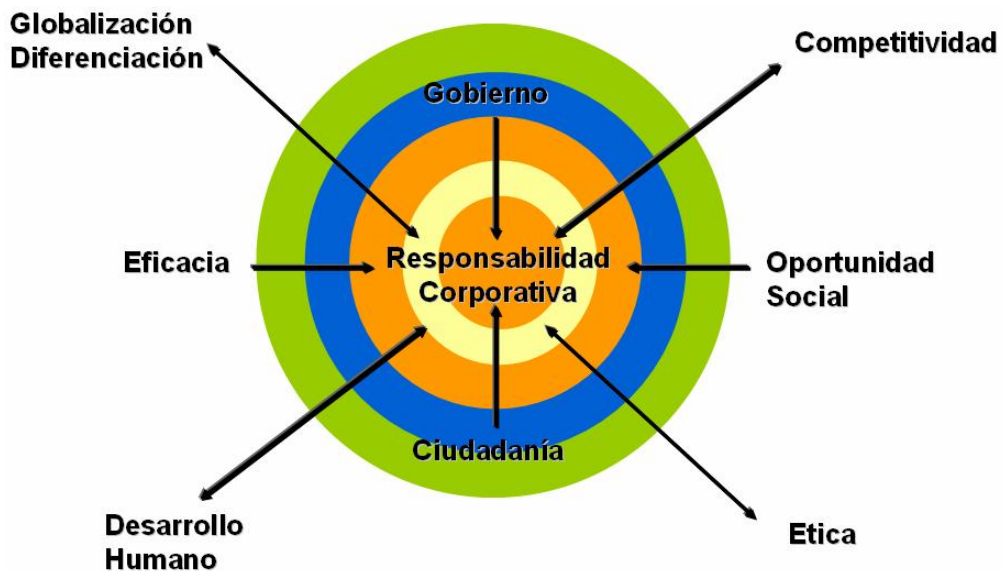 Globalización
Diferenciación
Competitividad
Gobierno
Eficacia
Responsabilidad
Corporativa
Oportunidad
Social
Ciudadanía
Desarrollo
Humano
Etica